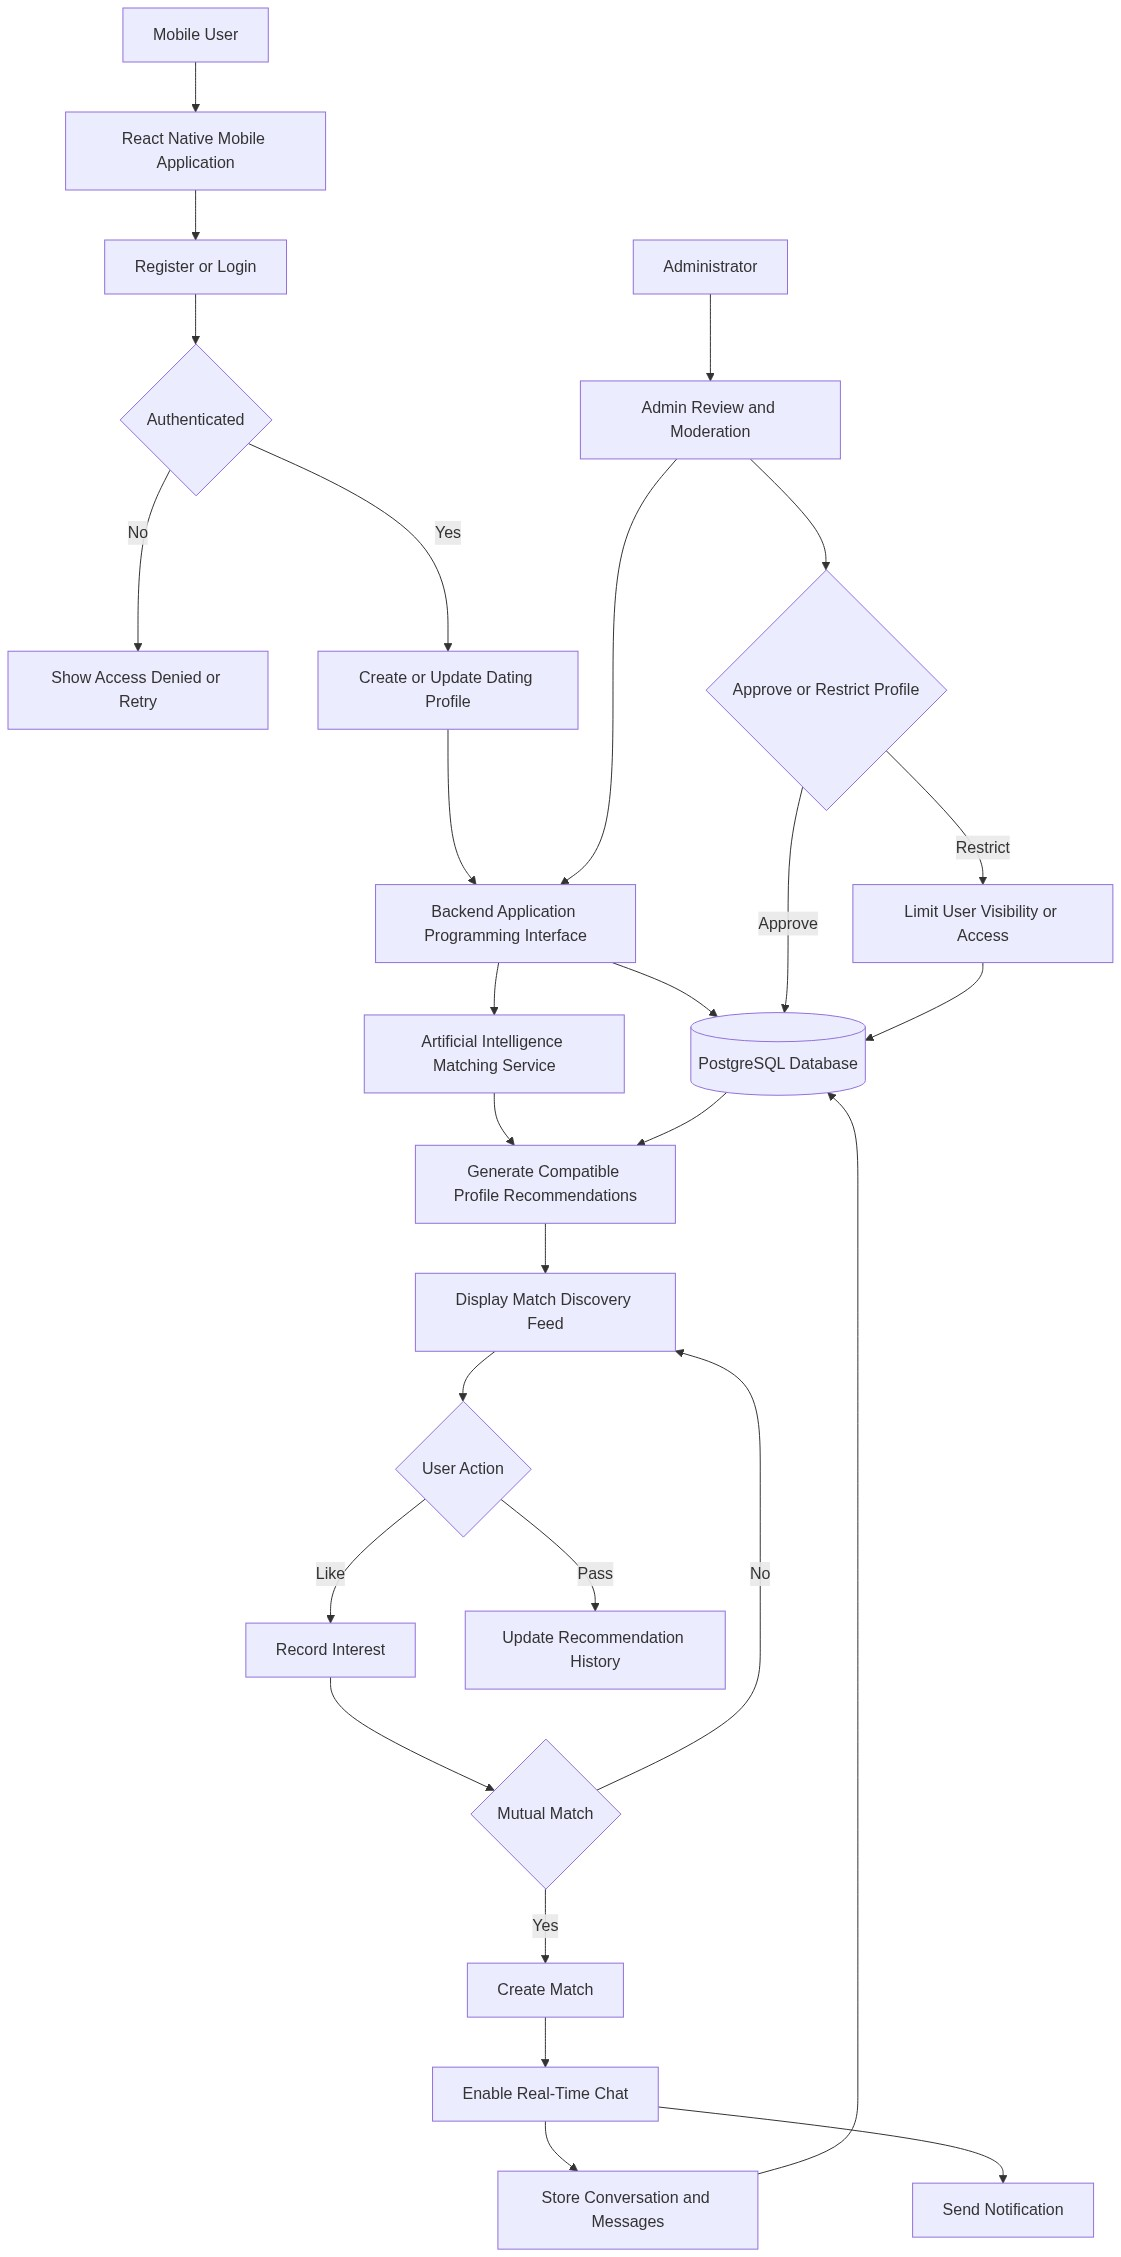 Mobile User
React Native Mobile
Application
Register or Login
Administrator
Authenticated
Admin Review and
Moderation
No
Yes
Show Access Denied or
Retry
Create or Update Dating
Profile
Approve or Restrict Profile
Restrict
Approve
Backend Application
Programming Interface
Limit User Visibility or
Access
Artificial Intelligence
Matching Service
PostgreSQL Database
Generate Compatible
Profile Recommendations
Display Match Discovery
Feed
User Action
Like
Pass
No
Record Interest
Update Recommendation
History
Mutual Match
Yes
Create Match
Enable Real-Time Chat
Store Conversation and
Messages
Send Notification